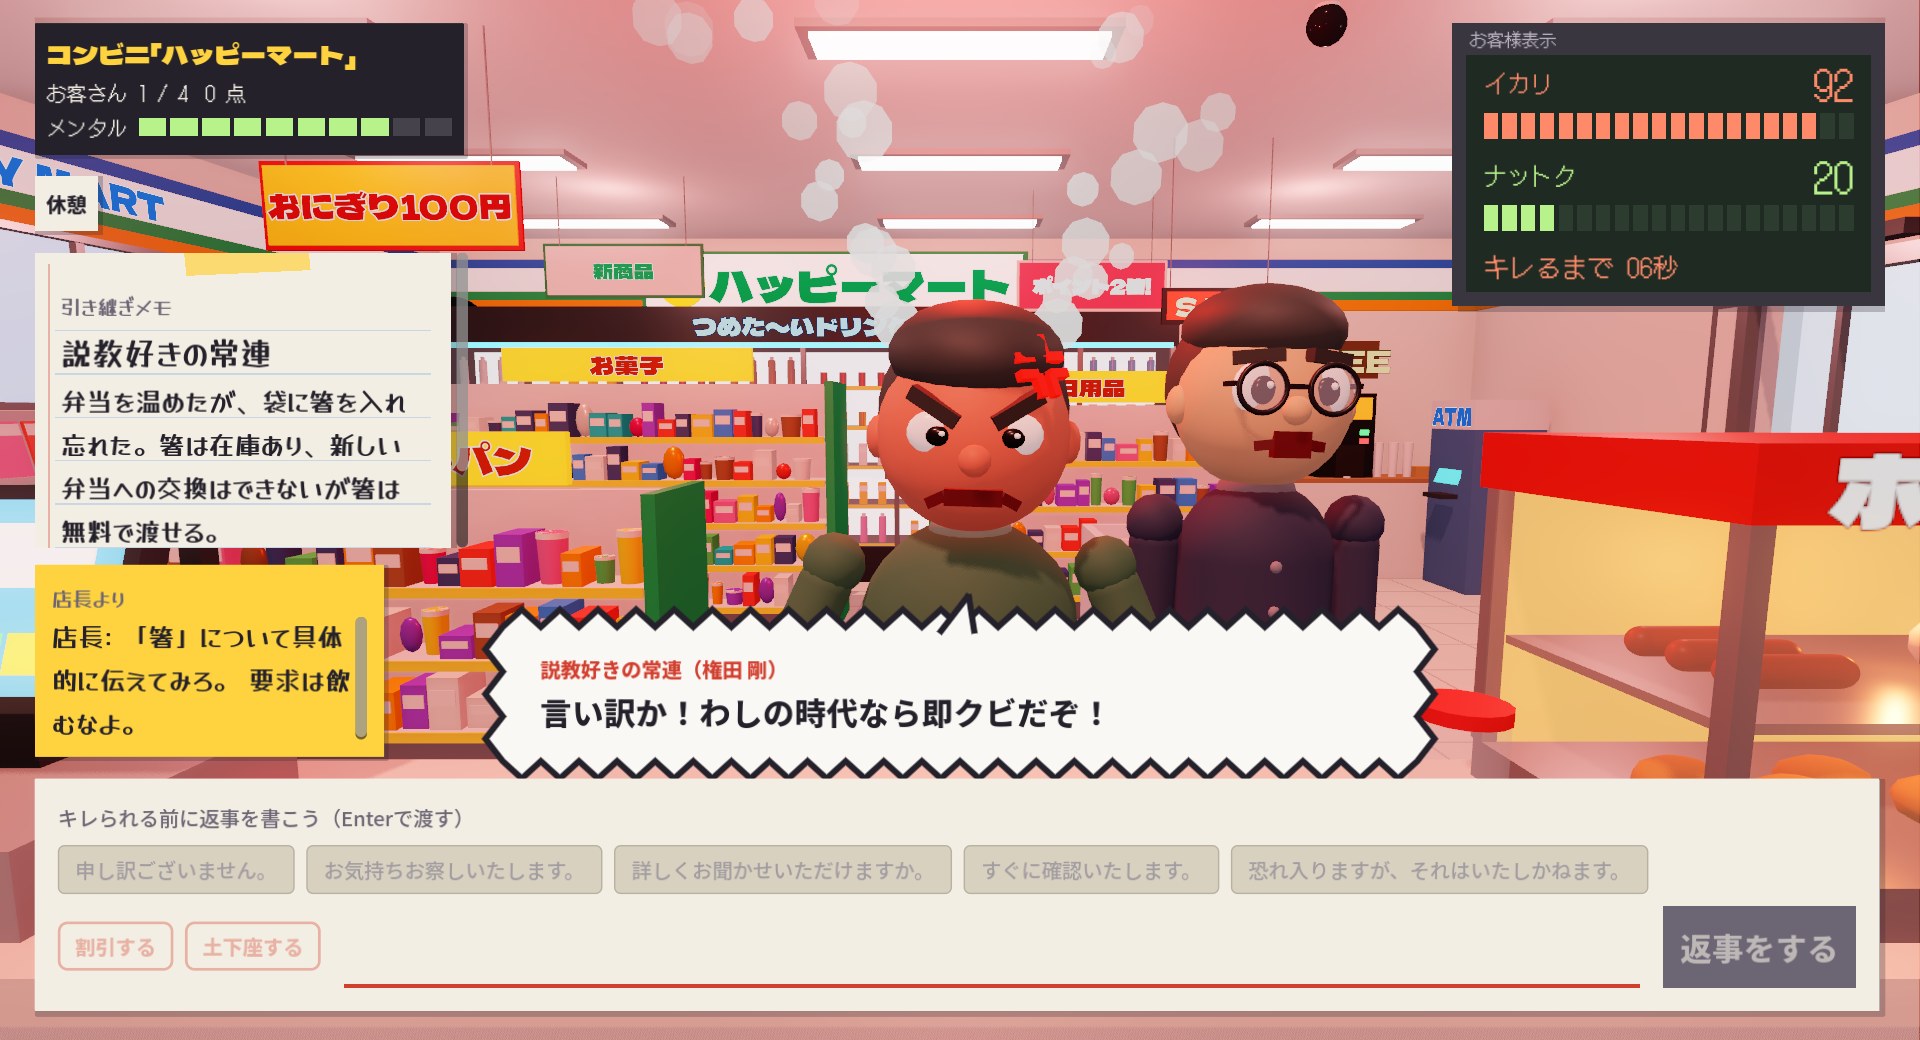 コンビニ「ハッピーマート」
お客さん 1/4 0点
メンタル
休憩
おにぎり100円
新商品
ハッピーマート
つめた〜いドリン
お菓子
日用品
パン
ATM
ホ
お客様表示
イカリ 92
ナットク 20
キレるまで 06秒
引き継ぎメモ
説教好きの常連
弁当を温めたが、袋に箸を入れ
忘れた。箸は在庫あり、新しい
弁当への交換はできないが箸は
無料で渡せる。
店長より
店長: 「箸」について具体
的に伝えてみろ。 要求は飲
むなよ。
説教好きの常連（権田 剛）
言い訳か！わしの時代なら即クビだぞ！
キレられる前に返事を書こう（Enterで渡す）
申し訳ございません。
お気持ちお察しいたします。
詳しくお聞かせいただけますか。
すぐに確認いたします。
恐れ入りますが、それはいたしかねます。
割引する
土下座する
返事をする